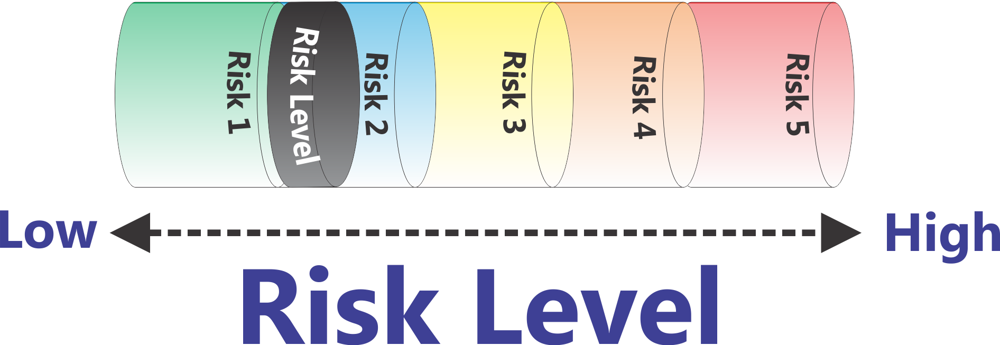 Risk 1
Risk Level
Risk 2
Risk 3
Risk 4
Risk 5
Low
High
Risk Level